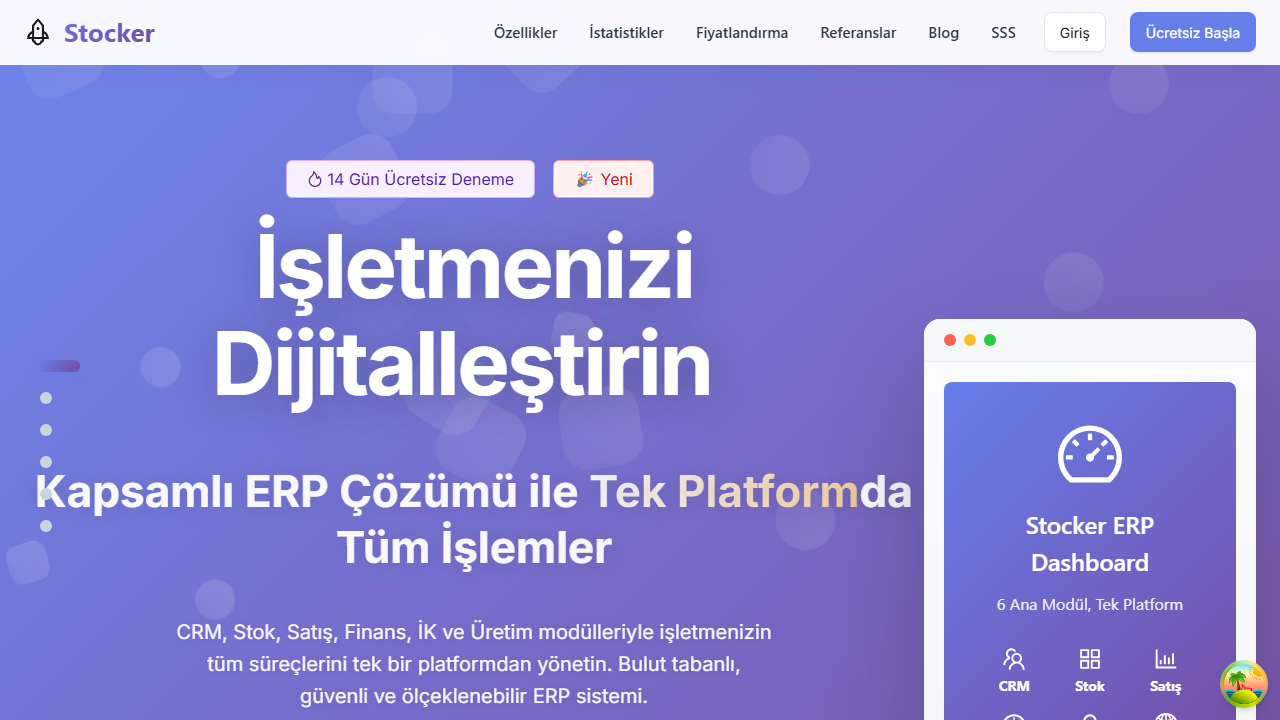 Stocker
Özellikler
İstatistikler
Fiyatlandırma
Referanslar
Blog
SSS
Giriş
Ücretsiz Başla
14 Gün Ücretsiz Deneme
🎉 Yeni
İşletmenizi
Dijitalleştirin
Kapsamlı ERP Çözümü ile Tek Platformda
Tüm İşlemler
CRM, Stok, Satış, Finans, İK ve Üretim modülleriyle işletmenizin
tüm süreçlerini tek bir platformdan yönetin. Bulut tabanlı,
güvenli ve ölçeklenebilir ERP sistemi.
Stocker ERP
Dashboard
6 Ana Modül, Tek Platform
CRM
Stok
Satış